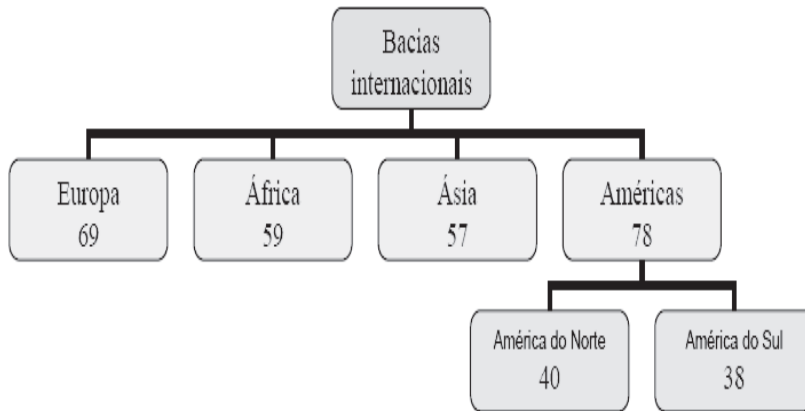 Bacias
internacionais
Europa
69
África
59
Ásia
57
Américas
78
América do Norte
40
América do Sul
38